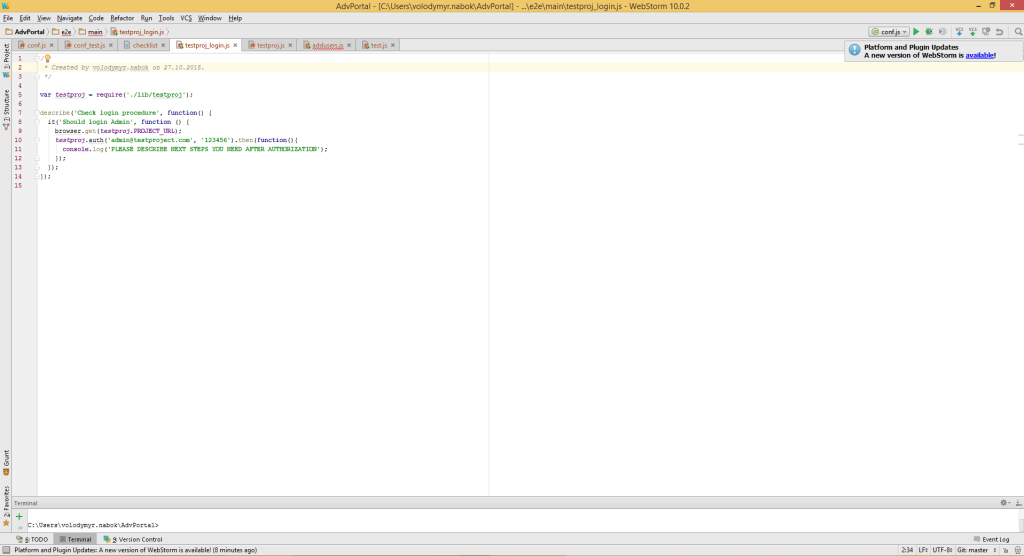 AdvPortal - [C:\Users\volodymyr.nabok\AdvPortal] - ...\e2e\main\testproj_login.js - WebStorm 10.0.2
File Edit View Navigate Code Refactor Run Tools VCS Window Help
AdvPortal e2e main testproj_login.js
conf.js
conf.js conf_test.js checklist testproj_login.js testproj.js addusers.js test.js
Platform and Plugin Updates
A new version of WebStorm is available!
1: Project
2: Structure
Grunt
2: Favorites
1 /*
2 * Created by volodymyr.nabok on 27.10.2015.
3 */
4
5 var testproj = require('./lib/testproj');
6
7 describe('Check login procedure', function() {
8 it('Should login Admin', function () {
9 browser.get(testproj.PROJECT_URL);
10 testproj.auth('admin@testproject.com', '123456').then(function(){
11 console.log('PLEASE DESCRIBE NEXT STEPS YOU NEED AFTER AUTHORIZATION');
12 });
13 });
14 });
15
Terminal
C:\Users\volodymyr.nabok\AdvPortal>
6: TODO Terminal 9: Version Control Event Log
Platform and Plugin Updates: A new version of WebStorm is available! (8 minutes ago) 2:34 LF UTF-8 Git: master